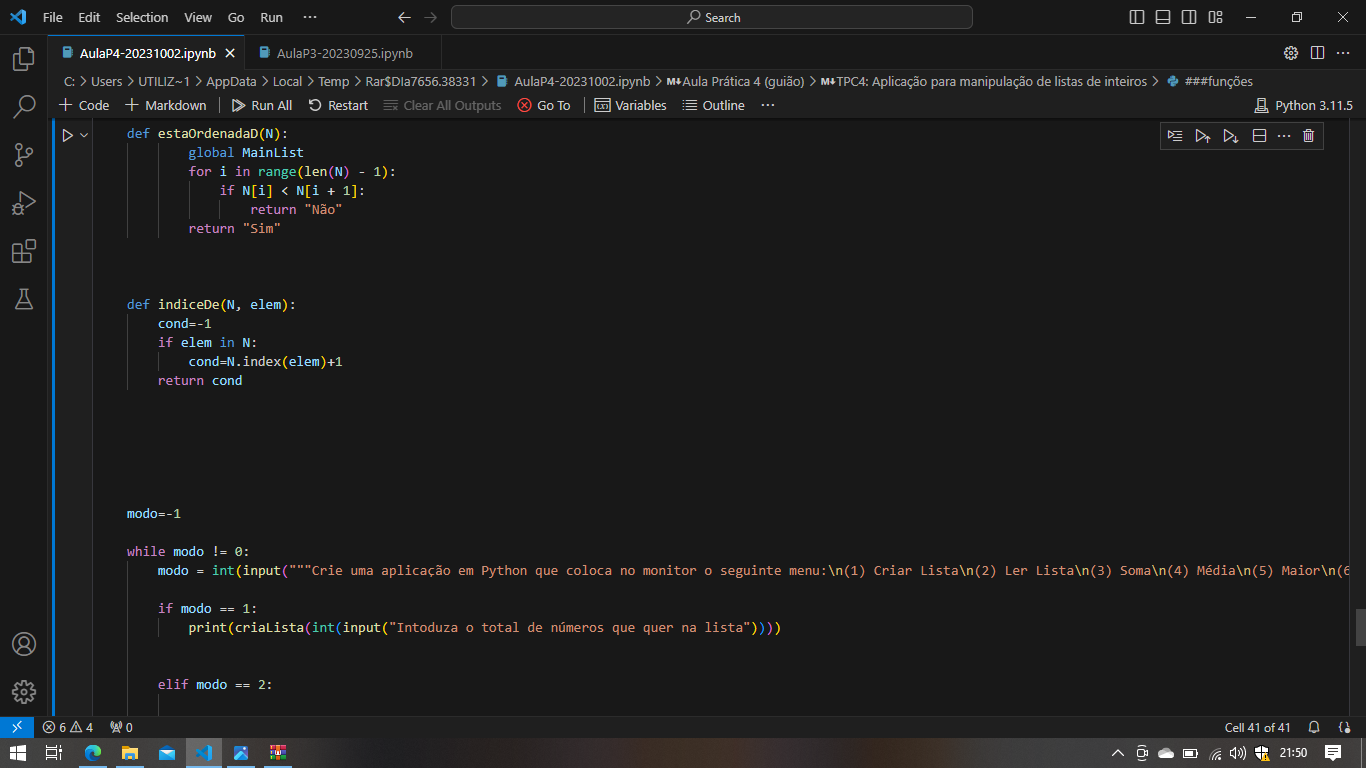 File Edit Selection View Go Run ··· Search
AulaP4-20231002.ipynb AulaP3-20230925.ipynb
C: > Users > UTILIZ~1 > AppData > Local > Temp > Rar$DIa7656.38331 > AulaP4-20231002.ipynb > M↓Aula Prática 4 (guião) > M↓TPC4: Aplicação para manipulação de listas de inteiros > ###funções
+ Code + Markdown Run All Restart Clear All Outputs Go To Variables Outline ··· Python 3.11.5
def estaOrdenadaD(N):
global MainList
for i in range(len(N) - 1):
if N[i] < N[i + 1]:
return "Não"
return "Sim"
def indiceDe(N, elem):
cond=-1
if elem in N:
cond=N.index(elem)+1
return cond
modo=-1
while modo != 0:
modo = int(input("""Crie uma aplicação em Python que coloca no monitor o seguinte menu:\n(1) Criar Lista\n(2) Ler Lista\n(3) Soma\n(4) Média\n(5) Maior\n(6
if modo == 1:
print(criaLista(int(input("Intoduza o total de números que quer na lista"))))
elif modo == 2:
6 4 0 Cell 41 of 41
21:50